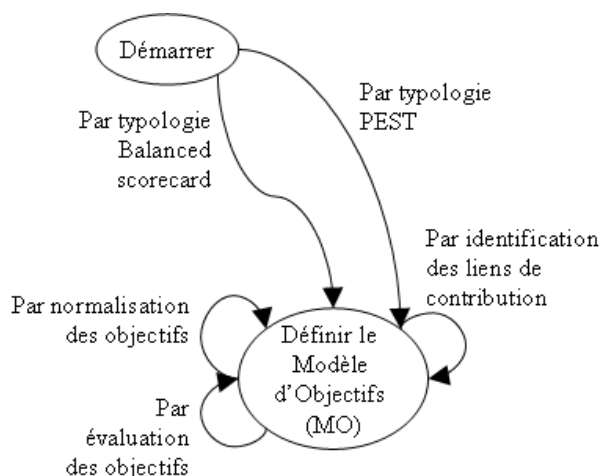 Démarrer
Par typologie
Balanced
scorecard
Par typologie
PEST
Par identification
des liens de
contribution
Par normalisation
des objectifs
Définir le
Modèle
d'Objectifs
(MO)
Par
évaluation
des objectifs